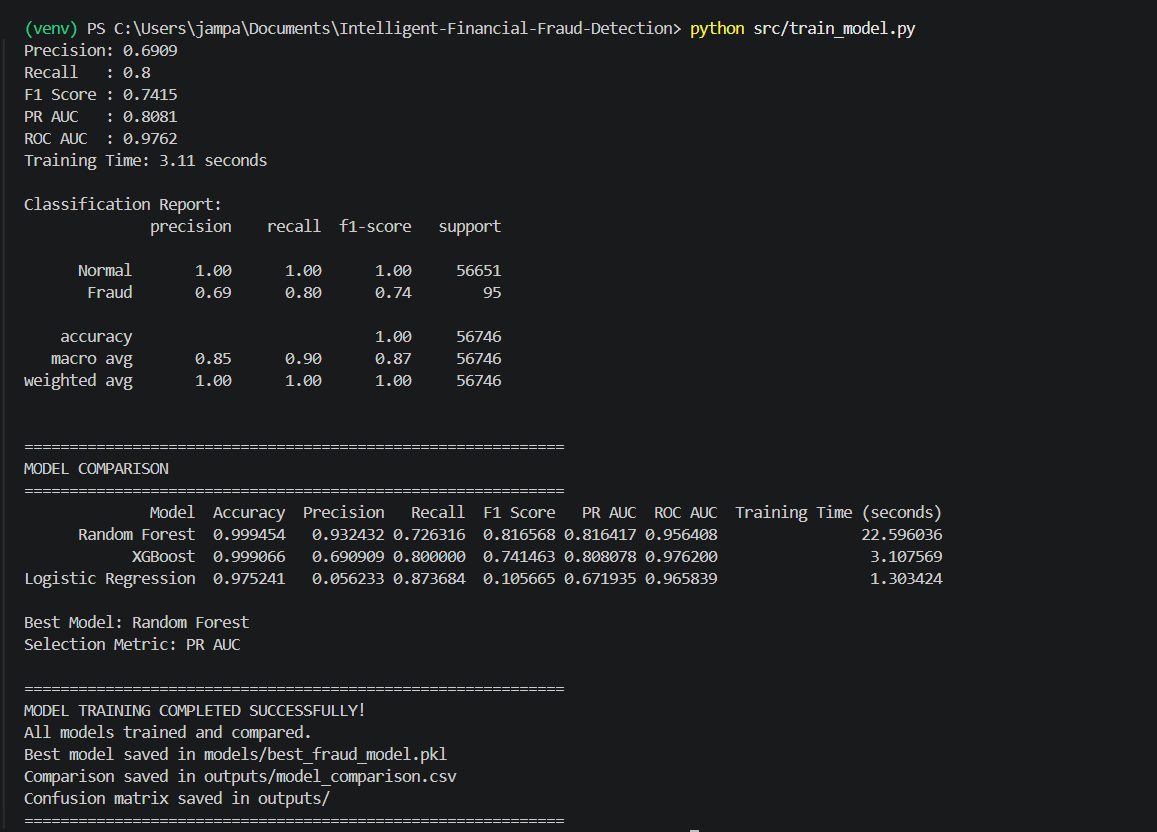 (venv) PS C:\Users\jampa\Documents\Intelligent-Financial-Fraud-Detection> python src/train_model.py
Precision: 0.6909
Recall   : 0.8
F1 Score : 0.7415
PR AUC   : 0.8081
ROC AUC  : 0.9762
Training Time: 3.11 seconds

Classification Report:
              precision    recall  f1-score   support

      Normal       1.00      1.00      1.00     56651
       Fraud       0.69      0.80      0.74        95

    accuracy                           1.00     56746
   macro avg       0.85      0.90      0.87     56746
weighted avg       1.00      1.00      1.00     56746


============================================================
MODEL COMPARISON
============================================================
              Model  Accuracy  Precision   Recall  F1 Score   PR AUC  ROC AUC  Training Time (seconds)
      Random Forest  0.999454   0.932432 0.726316  0.816568 0.816417 0.956408                22.596036
            XGBoost  0.999066   0.690909 0.800000  0.741463 0.808078 0.976200                 3.107569
Logistic Regression  0.975241   0.056233 0.873684  0.105665 0.671935 0.965839                 1.303424

Best Model: Random Forest
Selection Metric: PR AUC

============================================================
MODEL TRAINING COMPLETED SUCCESSFULLY!
All models trained and compared.
Best model saved in models/best_fraud_model.pkl
Comparison saved in outputs/model_comparison.csv
Confusion matrix saved in outputs/
============================================================